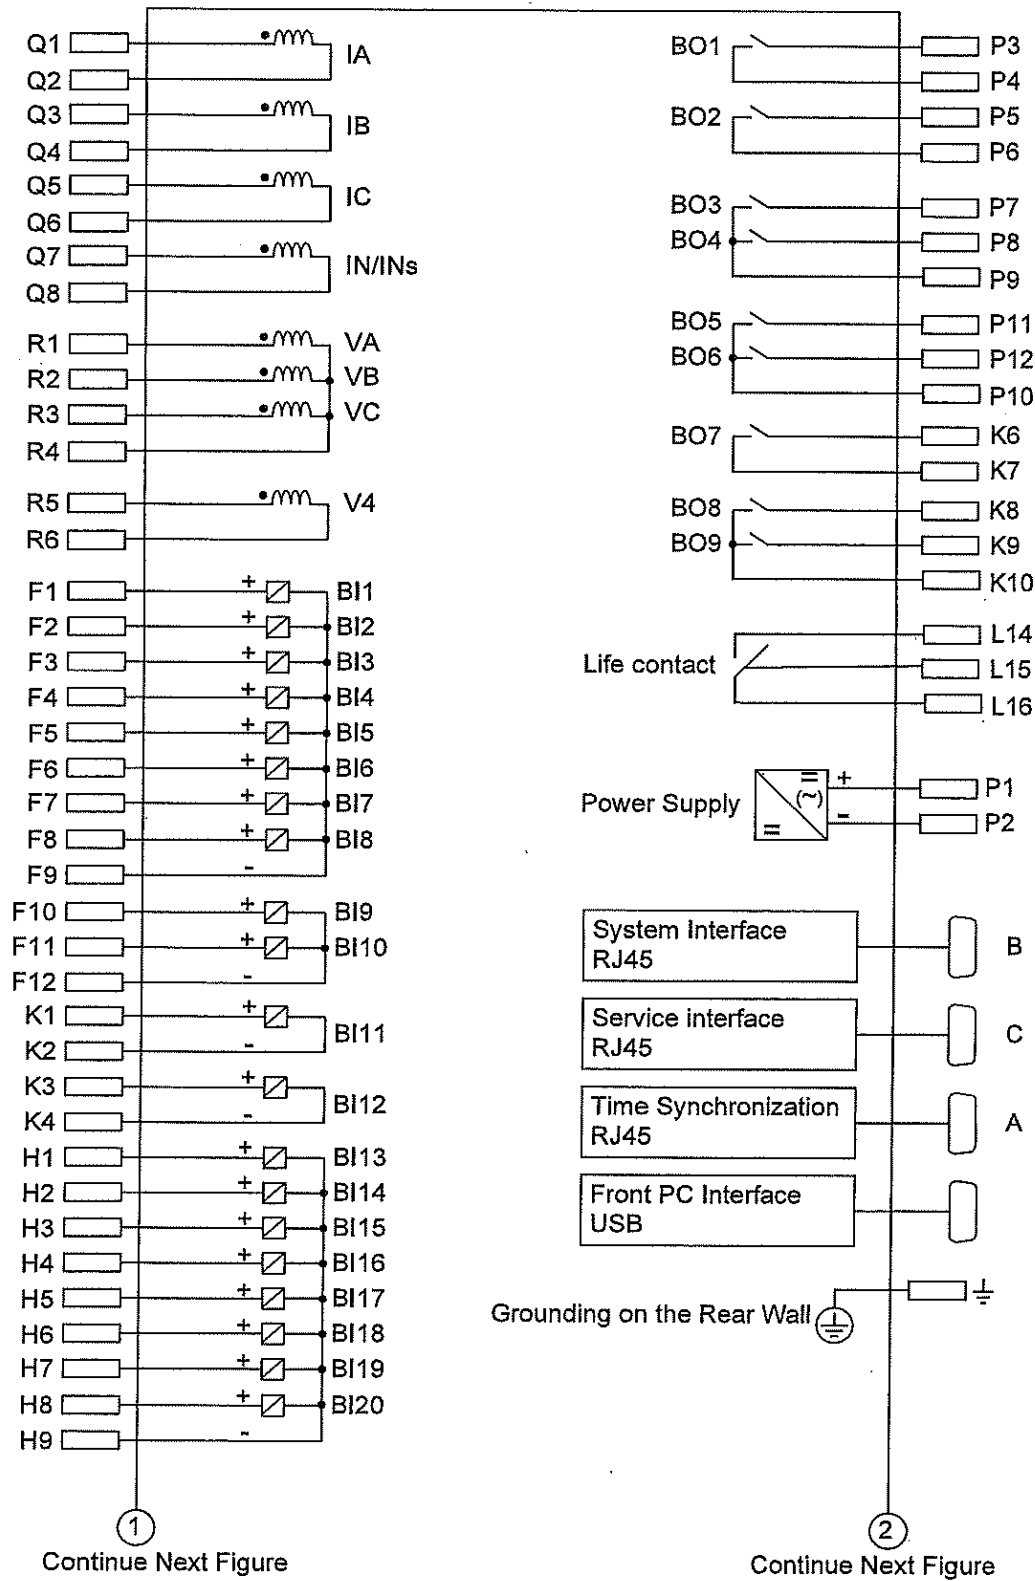 Q1 IA
Q2
Q3 IB
Q4
Q5 IC
Q6
Q7 IN/INs
Q8
R1 VA
R2 VB
R3 VC
R4
R5 V4
R6
F1 + BI1
F2 + BI2
F3 + BI3
F4 + BI4
F5 + BI5
F6 + BI6
F7 + BI7
F8 + BI8
F9 -
F10 + BI9
F11 + BI10
F12 -
K1 + BI11
K2 -
K3 + BI12
K4 -
H1 + BI13
H2 + BI14
H3 + BI15
H4 + BI16
H5 + BI17
H6 + BI18
H7 + BI19
H8 + BI20
H9 -
1
Continue Next Figure
BO1 P3
P4
BO2 P5
P6
BO3 P7
BO4 P8
P9
BO5 P11
BO6 P12
P10
BO7 K6
K7
BO8 K8
BO9 K9
K10
L14
Life contact L15
L16
Power Supply = (~) = + P1
- P2
System Interface
RJ45
B
Service interface
RJ45
C
Time Synchronization
RJ45
A
Front PC Interface
USB
Grounding on the Rear Wall
2
Continue Next Figure